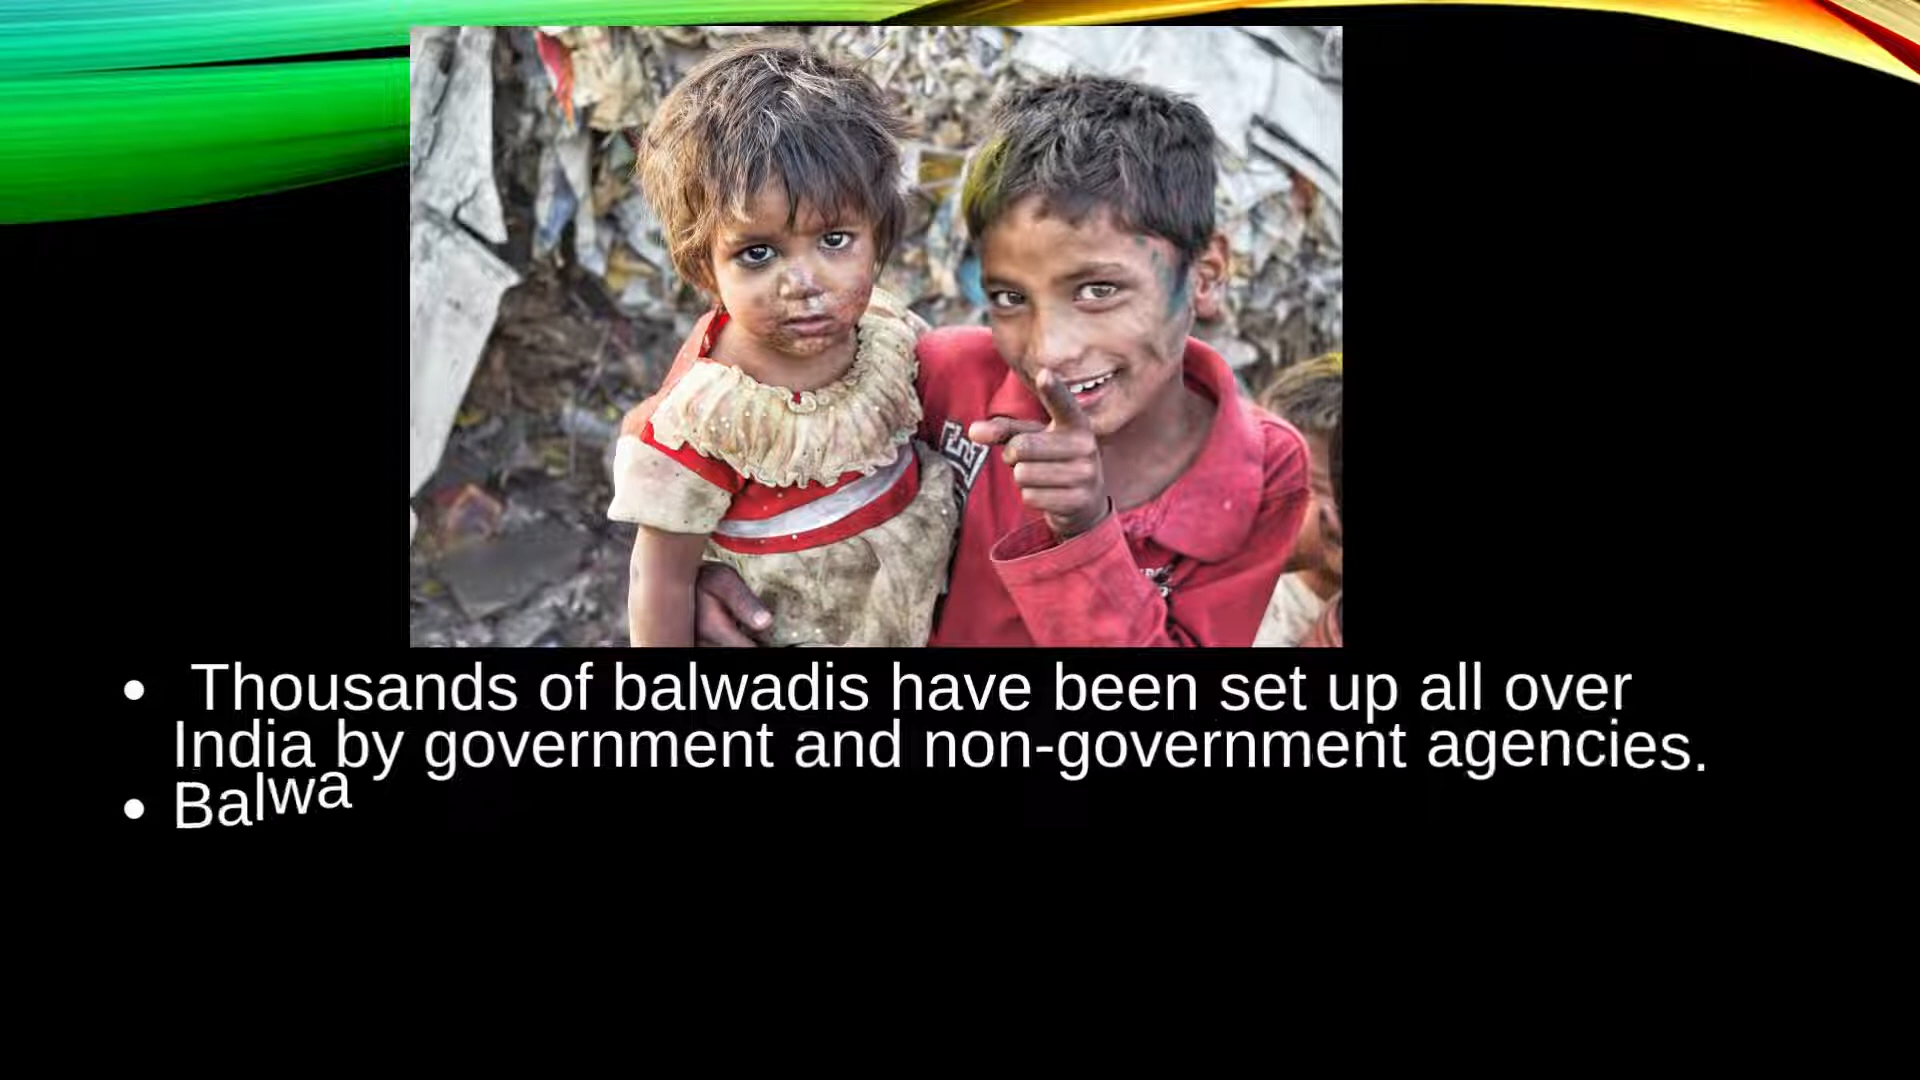 • Thousands of balwadis have been set up all over
India by government and non-government agencies.
• Balwa